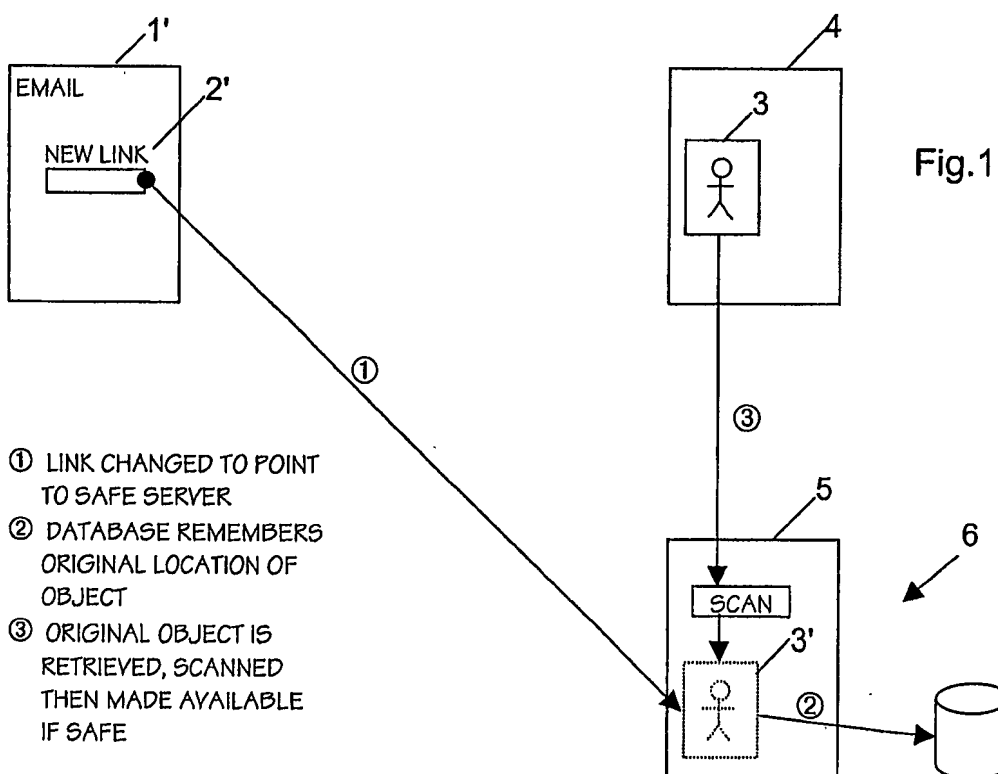 1'
4
EMAIL
2'
3
NEW LINK
Fig.1
①
③
① LINK CHANGED TO POINT
TO SAFE SERVER
② DATABASE REMEMBERS
ORIGINAL LOCATION OF
OBJECT
③ ORIGINAL OBJECT IS
RETRIEVED, SCANNED
THEN MADE AVAILABLE
IF SAFE
5
6
SCAN
3'
②